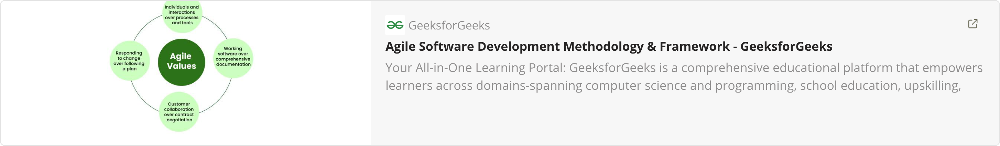 Individuals and
interactions
over processes
and tools
Responding
to change
over following
a plan
Agile
Values
Working
software over
comprehensive
documentation
Customer
collaboration
over contract
negotiation
GeeksforGeeks
Agile Software Development Methodology & Framework - GeeksforGeeks
Your All-in-One Learning Portal: GeeksforGeeks is a comprehensive educational platform that empowers
learners across domains-spanning computer science and programming, school education, upskilling,